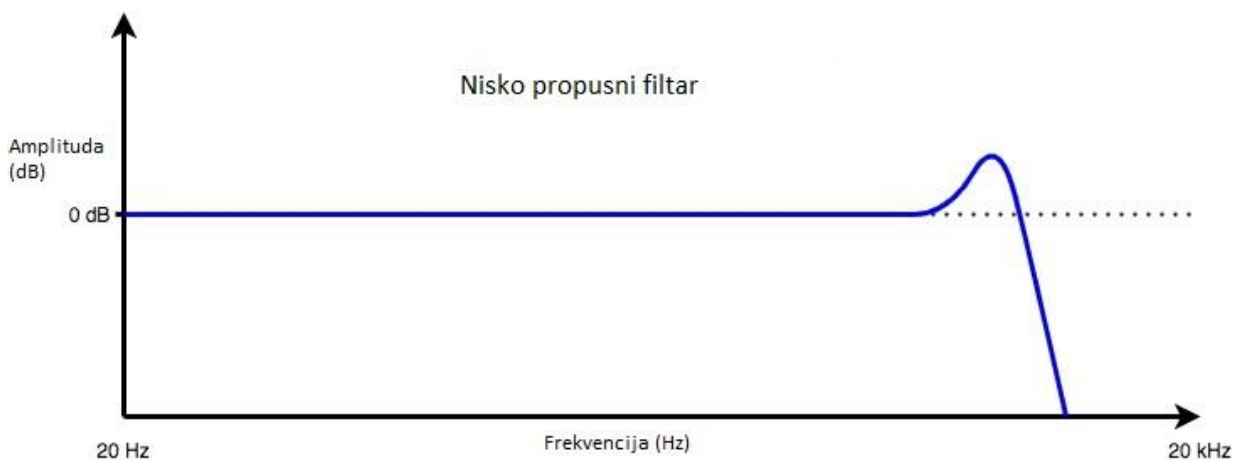 Nisko propusni filtar
Amplituda
(dB)
0 dB
20 Hz
Frekvencija (Hz)
20 kHz